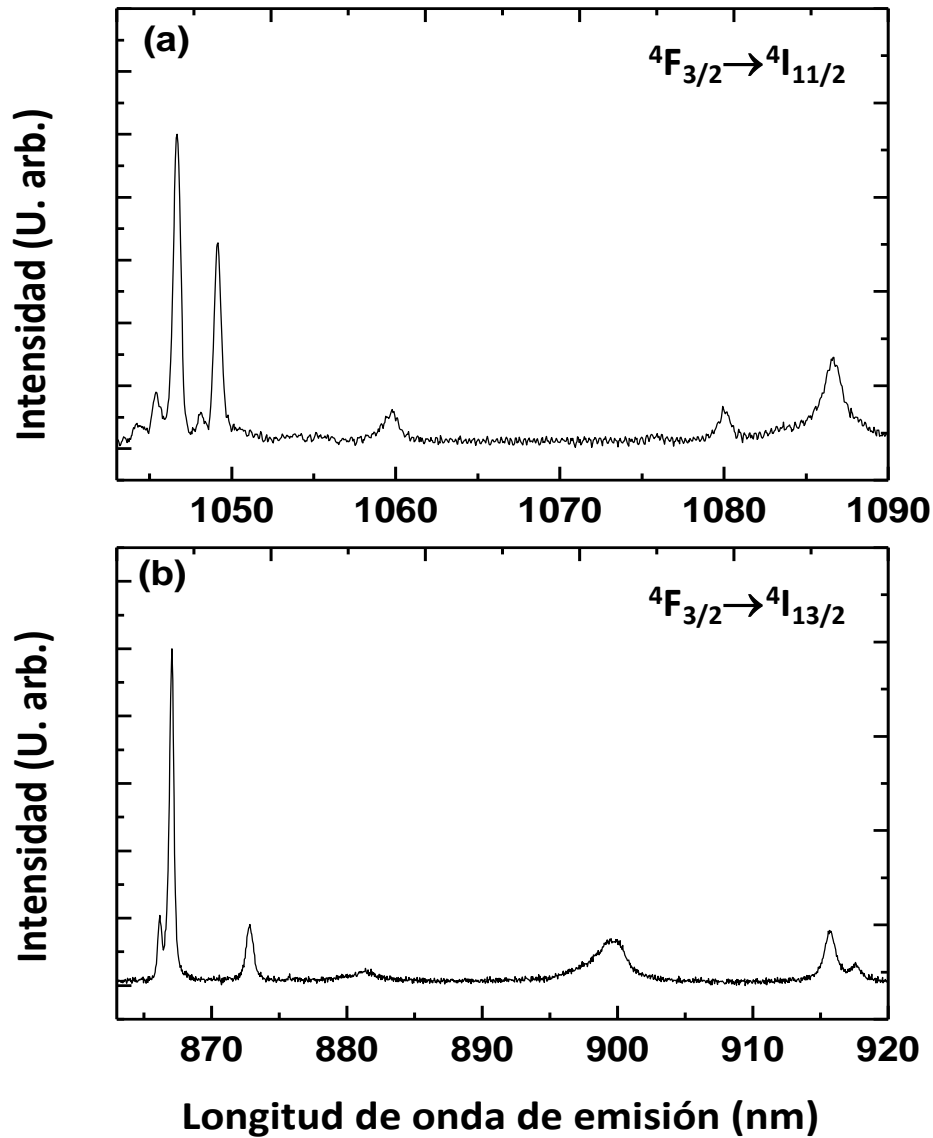 (a)
⁴F₃/₂→⁴I₁₁/₂
Intensidad (U. arb.)
1050 1060 1070 1080 1090
(b)
⁴F₃/₂→⁴I₁₃/₂
Intensidad (U. arb.)
870 880 890 900 910 920
Longitud de onda de emisión (nm)